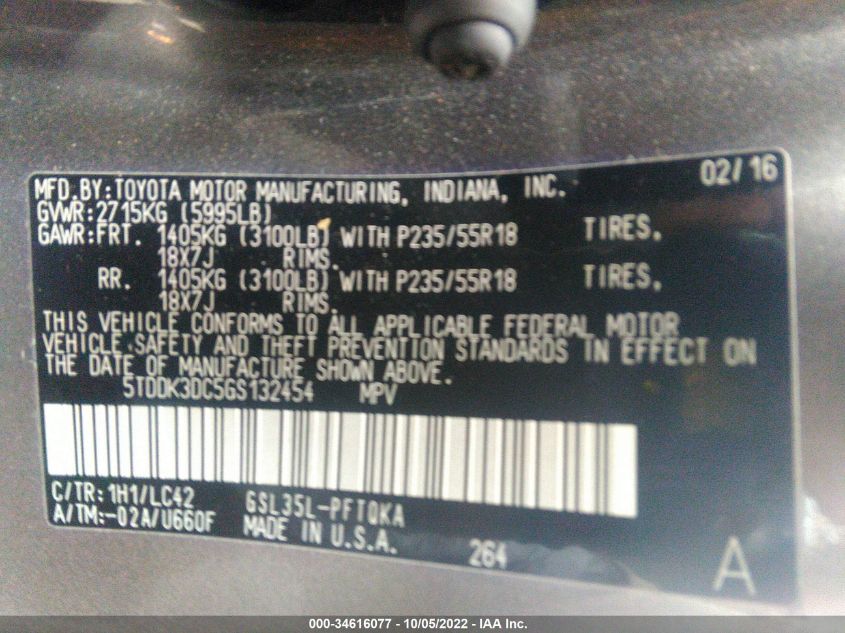 02/16
MFD.BY:TOYOTA MOTOR MANUFACTURING, INDIANA, INC.
GVWR:2715KG (5995LB)
GAWR:FRT. 1405KG (3100LB) WITH P235/55R18 TIRES,
18X7J RIMS.
RR. 1405KG (3100LB) WITH P235/55R18 TIRES,
18X7J RIMS.
THIS VEHICLE CONFORMS TO ALL APPLICABLE FEDERAL MOTOR
VEHICLE SAFETY AND THEFT PREVENTION STANDARDS IN EFFECT ON
THE DATE OF MANUFACTURE SHOWN ABOVE.
5TDDK3DC5GS132454 MPV
C/TR:1H1/LC42 GSL35L-PFTQKA
A/TM:-02A/U660F MADE IN U.S.A.
264
A
000-34616077 - 10/05/2022 - IAA Inc.